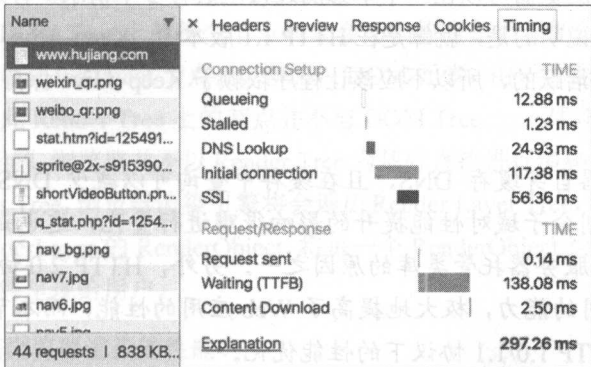 Name
www.hujiang.com
weixin_qr.png
weibo_qr.png
stat.htm?id=125491...
sprite@2x-s915390...
shortVideoButton.pn...
q_stat.php?id=1254...
nav_bg.png
nav7.jpg
nav6.jpg
nav5.jpg
44 requests | 838 KB...
× Headers Preview Response Cookies Timing
Connection Setup TIME
Queueing 12.88 ms
Stalled 1.23 ms
DNS Lookup 24.93 ms
Initial connection 117.38 ms
SSL 56.36 ms
Request/Response TIME
Request sent 0.14 ms
Waiting (TTFB) 138.08 ms
Content Download 2.50 ms
Explanation 297.26 ms